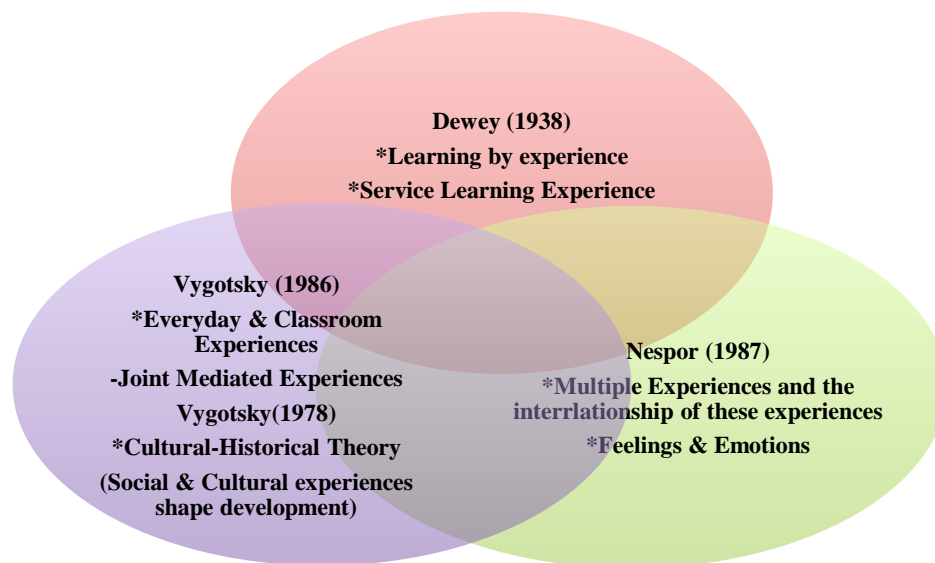 Dewey (1938)
*Learning by experience
*Service Learning Experience
Vygotsky (1986)
*Everyday & Classroom
Experiences
-Joint Mediated Experiences
Vygotsky(1978)
*Cultural-Historical Theory
(Social & Cultural experiences
shape development)
Nespor (1987)
*Multiple Experiences and the
interrlationship of these experiences
*Feelings & Emotions